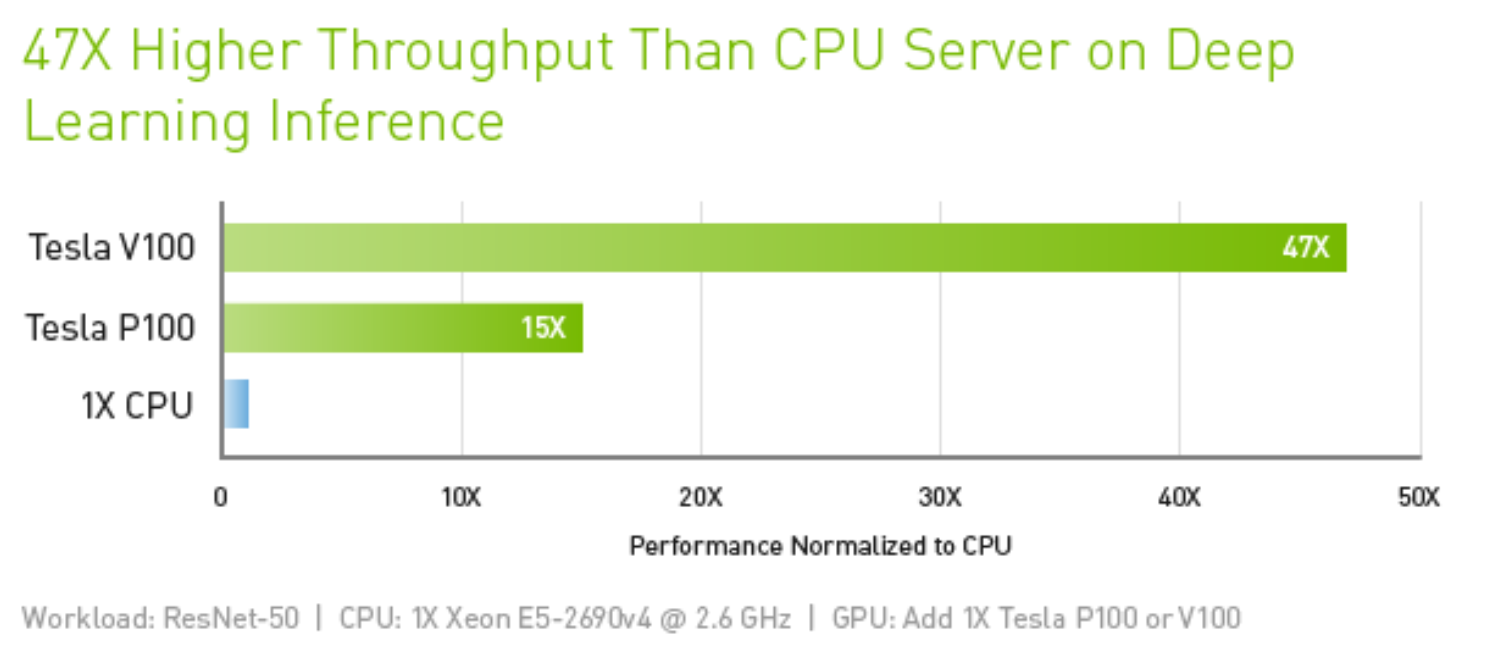 47X Higher Throughput Than CPU Server on Deep
Learning Inference
Tesla V100
47X
Tesla P100
15X
1X CPU
0 10X 20X 30X 40X 50X
Performance Normalized to CPU
Workload: ResNet-50 | CPU: 1X Xeon E5-2690v4 @ 2.6 GHz | GPU: Add 1X Tesla P100 or V100